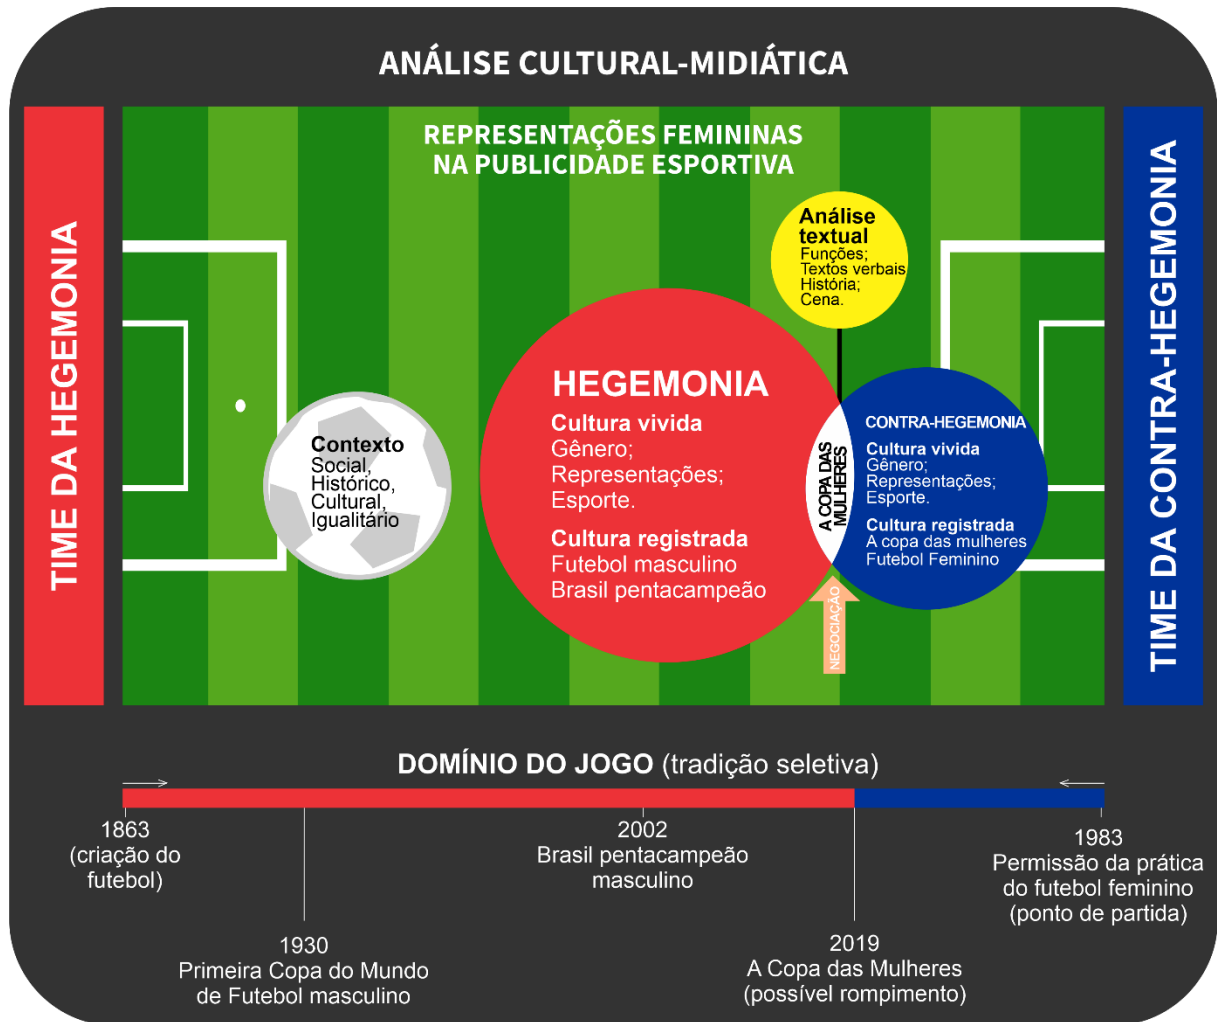 ANÁLISE CULTURAL-MIDIÁTICA
TIME DA HEGEMONIA
REPRESENTAÇÕES FEMININAS
NA PUBLICIDADE ESPORTIVA
Análise
textual
Funções;
Textos verbais
História;
Cena.
Contexto
Social,
Histórico,
Cultural,
Igualitário
HEGEMONIA
Cultura vivida
Gênero;
Representações;
Esporte.
Cultura registrada
Futebol masculino
Brasil pentacampeão
A COPA DAS
MULHERES
NEGOCIAÇÃO
CONTRA-HEGEMONIA
Cultura vivida
Gênero;
Representações;
Esporte.
Cultura registrada
A copa das mulheres
Futebol Feminino
TIME DA CONTRA-HEGEMONIA
DOMÍNIO DO JOGO (tradição seletiva)
1863
(criação do
futebol)
1930
Primeira Copa do Mundo
de Futebol masculino
2002
Brasil pentacampeão
masculino
2019
A Copa das Mulheres
(possível rompimento)
1983
Permissão da prática
do futebol feminino
(ponto de partida)